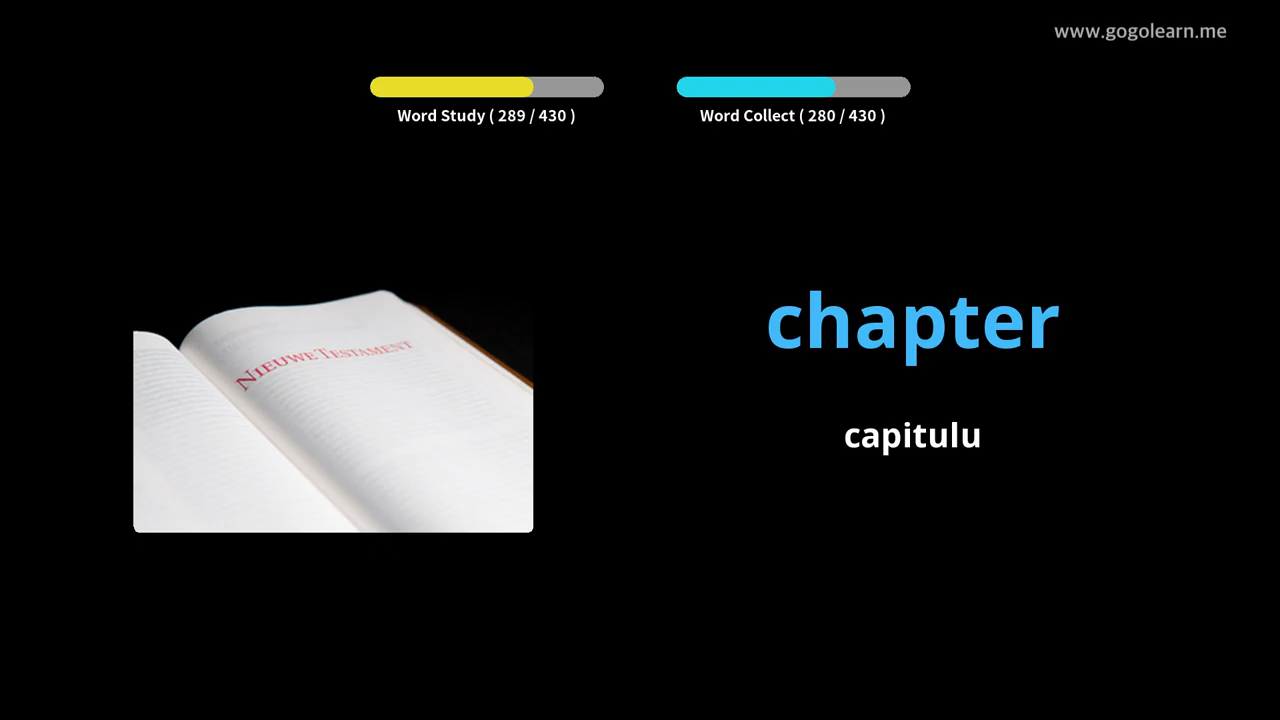 www.gogolearn.me
Word Study ( 289 / 430 )
Word Collect ( 280 / 430 )
NIEUWE TESTAMENT
chapter
capitulu